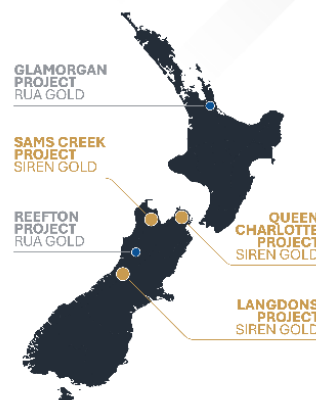 GLAMORGAN
PROJECT
RUA GOLD
SAMS CREEK
PROJECT
SIREN GOLD
REEFTON
PROJECT
RUA GOLD
QUEEN
CHARLOTTE
PROJECT
SIREN GOLD
LANGDONS
PROJECT
SIREN GOLD